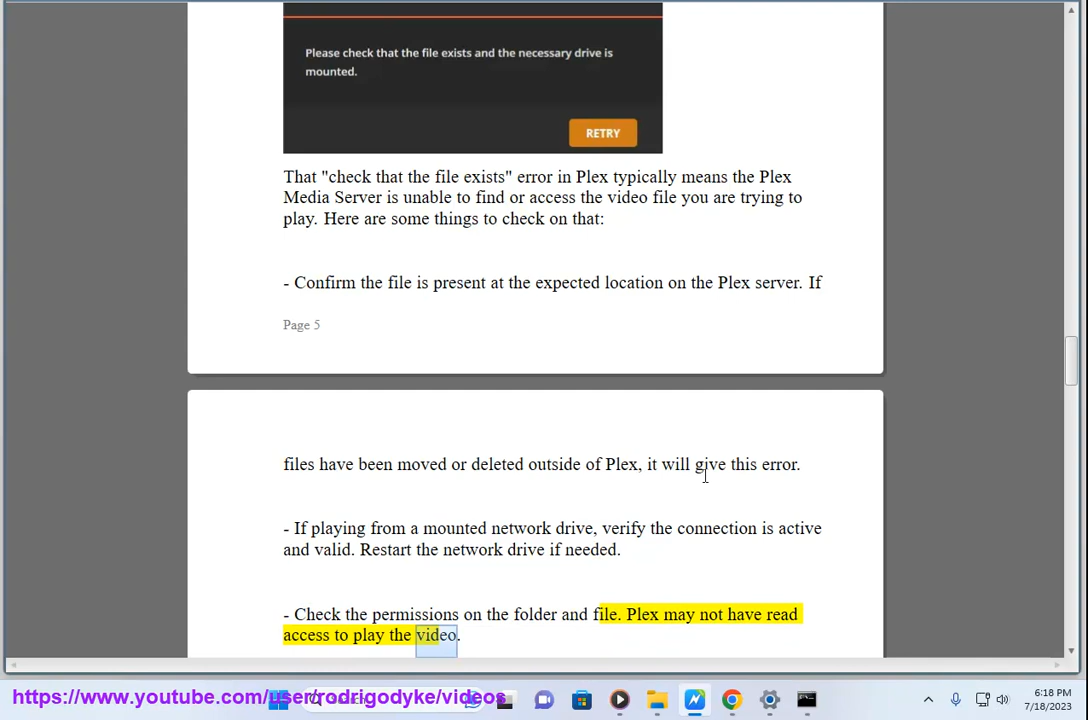 Please check that the file exists and the necessary drive is
mounted.
RETRY
That "check that the file exists" error in Plex typically means the Plex
Media Server is unable to find or access the video file you are trying to
play. Here are some things to check on that:
- Confirm the file is present at the expected location on the Plex server. If
Page 5
files have been moved or deleted outside of Plex, it will give this error.
- If playing from a mounted network drive, verify the connection is active
and valid. Restart the network drive if needed.
- Check the permissions on the folder and file. Plex may not have read
access to play the video.
https://www.youtube.com/user/rodrigodyke/videos
6:18 PM
7/18/2023